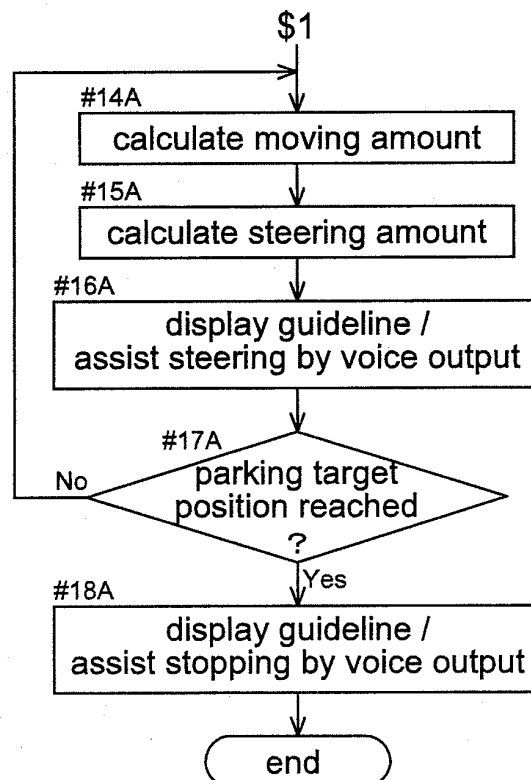 $1
#14A
calculate moving amount
#15A
calculate steering amount
#16A
display guideline /
assist steering by voice output
#17A
parking target
position reached
?
No
Yes
#18A
display guideline /
assist stopping by voice output
end